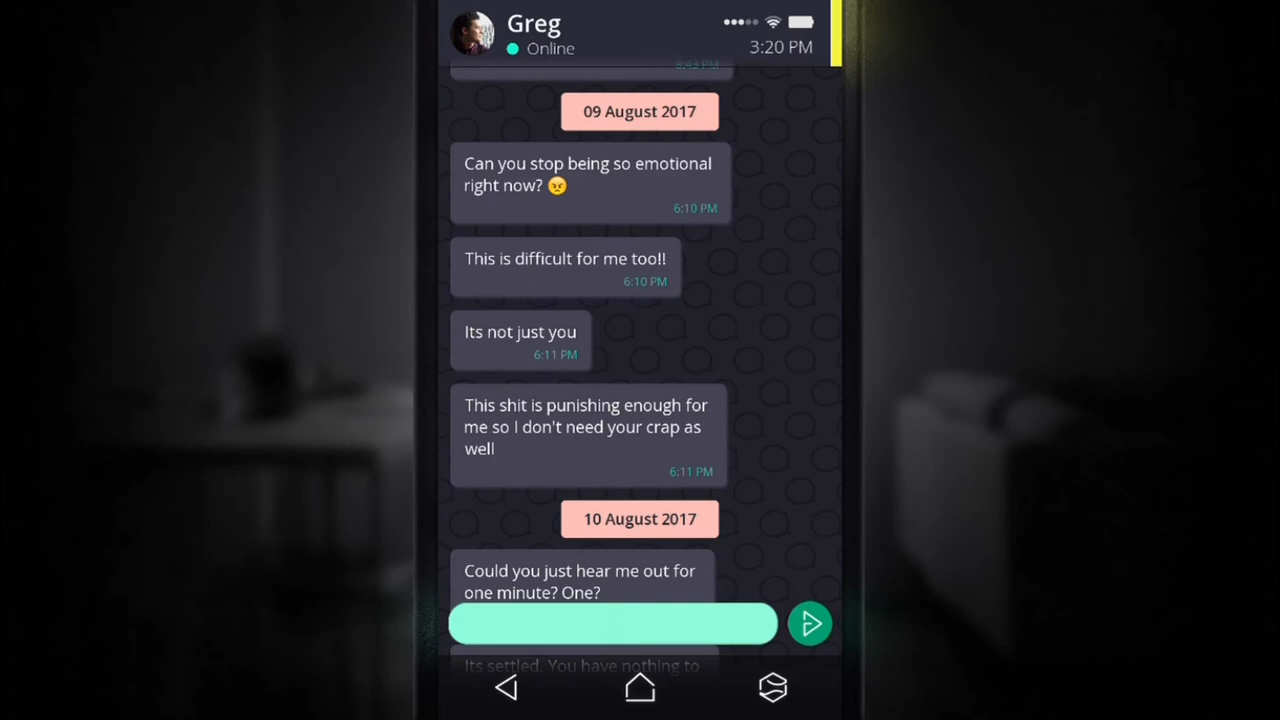 Greg
Online
3:20 PM
8:43 PM
09 August 2017
Can you stop being so emotional
right now? 😠
6:10 PM
This is difficult for me too!!
6:10 PM
Its not just you
6:11 PM
This shit is punishing enough for
me so I don't need your crap as
well
6:11 PM
10 August 2017
Could you just hear me out for
one minute? One?
Its settled. You have nothing to